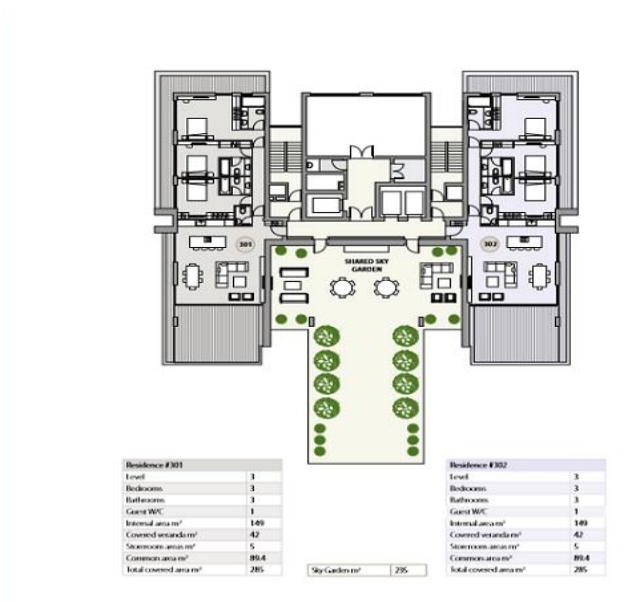 301
302
SHARED SKY
GARDEN
Residence #301
Level 3
Bedrooms 3
Bathrooms 3
Guest W/C 1
Internal area m² 149
Covered veranda m² 42
Storeroom areas m² 5
Common area m² 89.4
Total covered area m² 285
Sky Garden m² 235
Residence #302
Level 3
Bedrooms 3
Bathrooms 3
Guest W/C 1
Internal area m² 149
Covered veranda m² 42
Storeroom areas m² 5
Common area m² 89.4
Total covered area m² 285